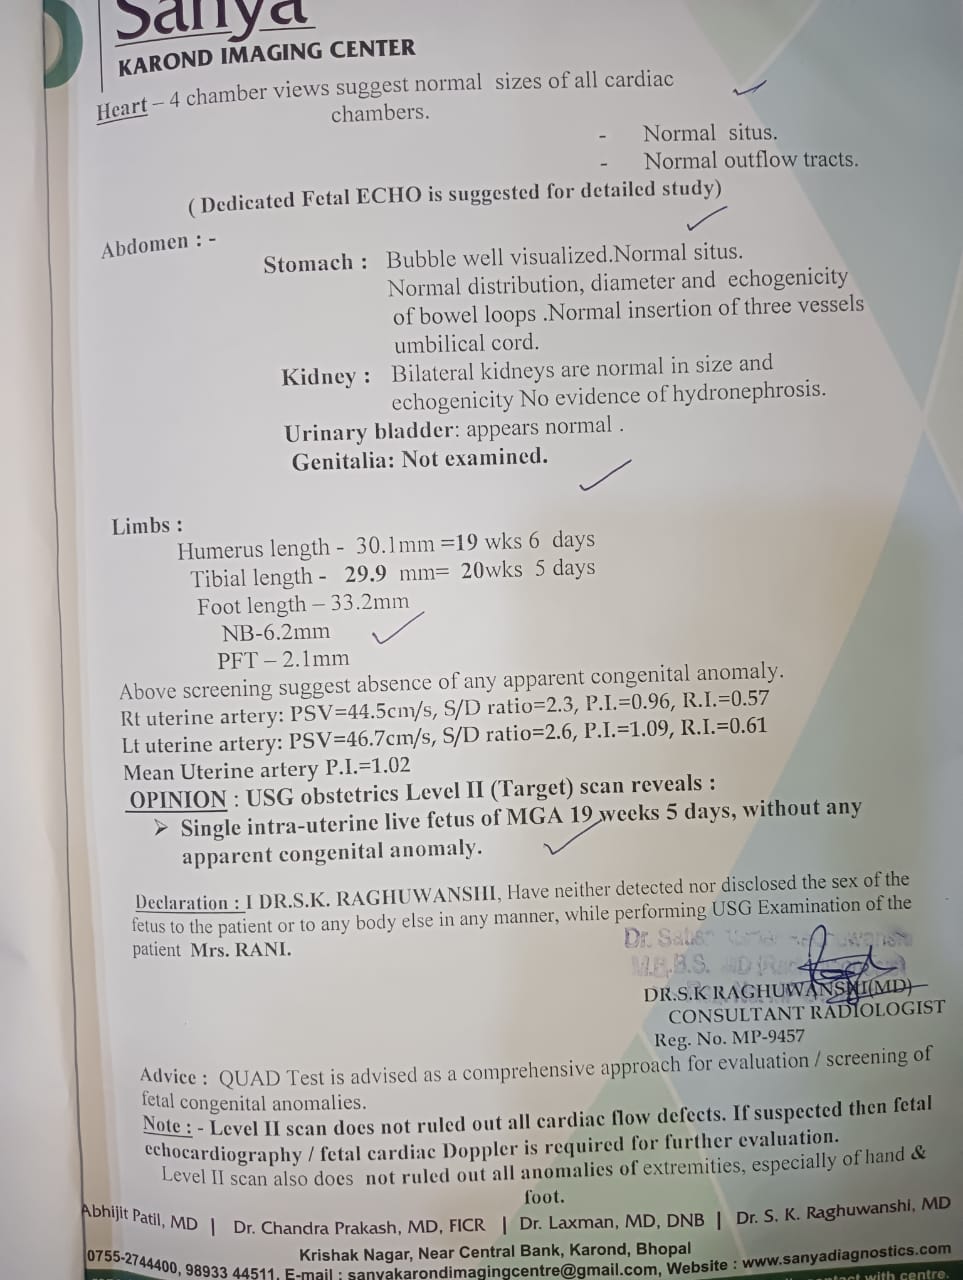 Sanya
KAROND IMAGING CENTER
Heart – 4 chamber views suggest normal sizes of all cardiac
chambers.
- Normal situs.
- Normal outflow tracts.
( Dedicated Fetal ECHO is suggested for detailed study)
Abdomen : -
Stomach : Bubble well visualized.Normal situs.
Normal distribution, diameter and echogenicity
of bowel loops .Normal insertion of three vessels
umbilical cord.
Kidney : Bilateral kidneys are normal in size and
echogenicity No evidence of hydronephrosis.
Urinary bladder: appears normal .
Genitalia: Not examined.
Limbs :
Humerus length - 30.1mm =19 wks 6 days
Tibial length - 29.9 mm= 20wks 5 days
Foot length – 33.2mm
NB-6.2mm
PFT – 2.1mm
Above screening suggest absence of any apparent congenital anomaly.
Rt uterine artery: PSV=44.5cm/s, S/D ratio=2.3, P.I.=0.96, R.I.=0.57
Lt uterine artery: PSV=46.7cm/s, S/D ratio=2.6, P.I.=1.09, R.I.=0.61
Mean Uterine artery P.I.=1.02
OPINION : USG obstetrics Level II (Target) scan reveals :
➢ Single intra-uterine live fetus of MGA 19 weeks 5 days, without any
apparent congenital anomaly.
Declaration : I DR.S.K. RAGHUWANSHI, Have neither detected nor disclosed the sex of the
fetus to the patient or to any body else in any manner, while performing USG Examination of the
patient Mrs. RANI.
Dr.
M.B.B.S. MD
DR.S.K RAGHUWANSHI(MD)
CONSULTANT RADIOLOGIST
Reg. No. MP-9457
Advice : QUAD Test is advised as a comprehensive approach for evaluation / screening of
fetal congenital anomalies.
Note : - Level II scan does not ruled out all cardiac flow defects. If suspected then fetal
echocardiography / fetal cardiac Doppler is required for further evaluation.
Level II scan also does not ruled out all anomalies of extremities, especially of hand &
foot.
Abhijit Patil, MD | Dr. Chandra Prakash, MD, FICR | Dr. Laxman, MD, DNB | Dr. S. K. Raghuwanshi, MD
Krishak Nagar, Near Central Bank, Karond, Bhopal
0755-2744400, 98933 44511, E-mail : sanyakarondimagingcentre@gmail.com, Website : www.sanyadiagnostics.com
contact with centre.